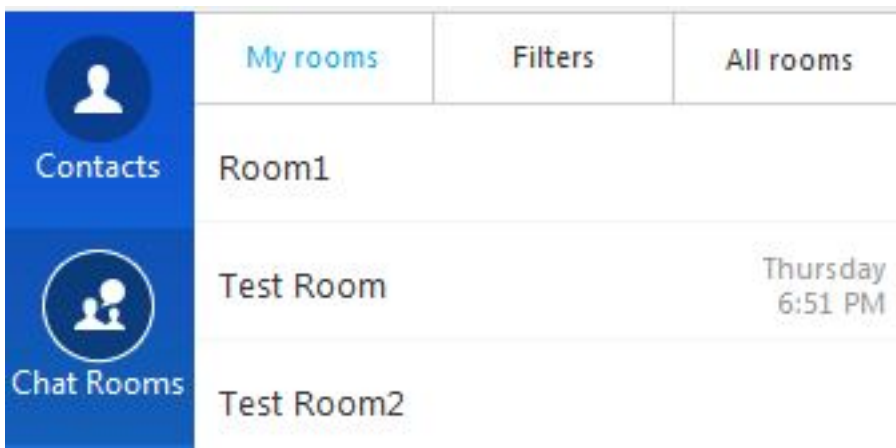 My rooms
Filters
All rooms
Contacts
Room1
Test Room
Thursday
6:51 PM
Chat Rooms
Test Room2